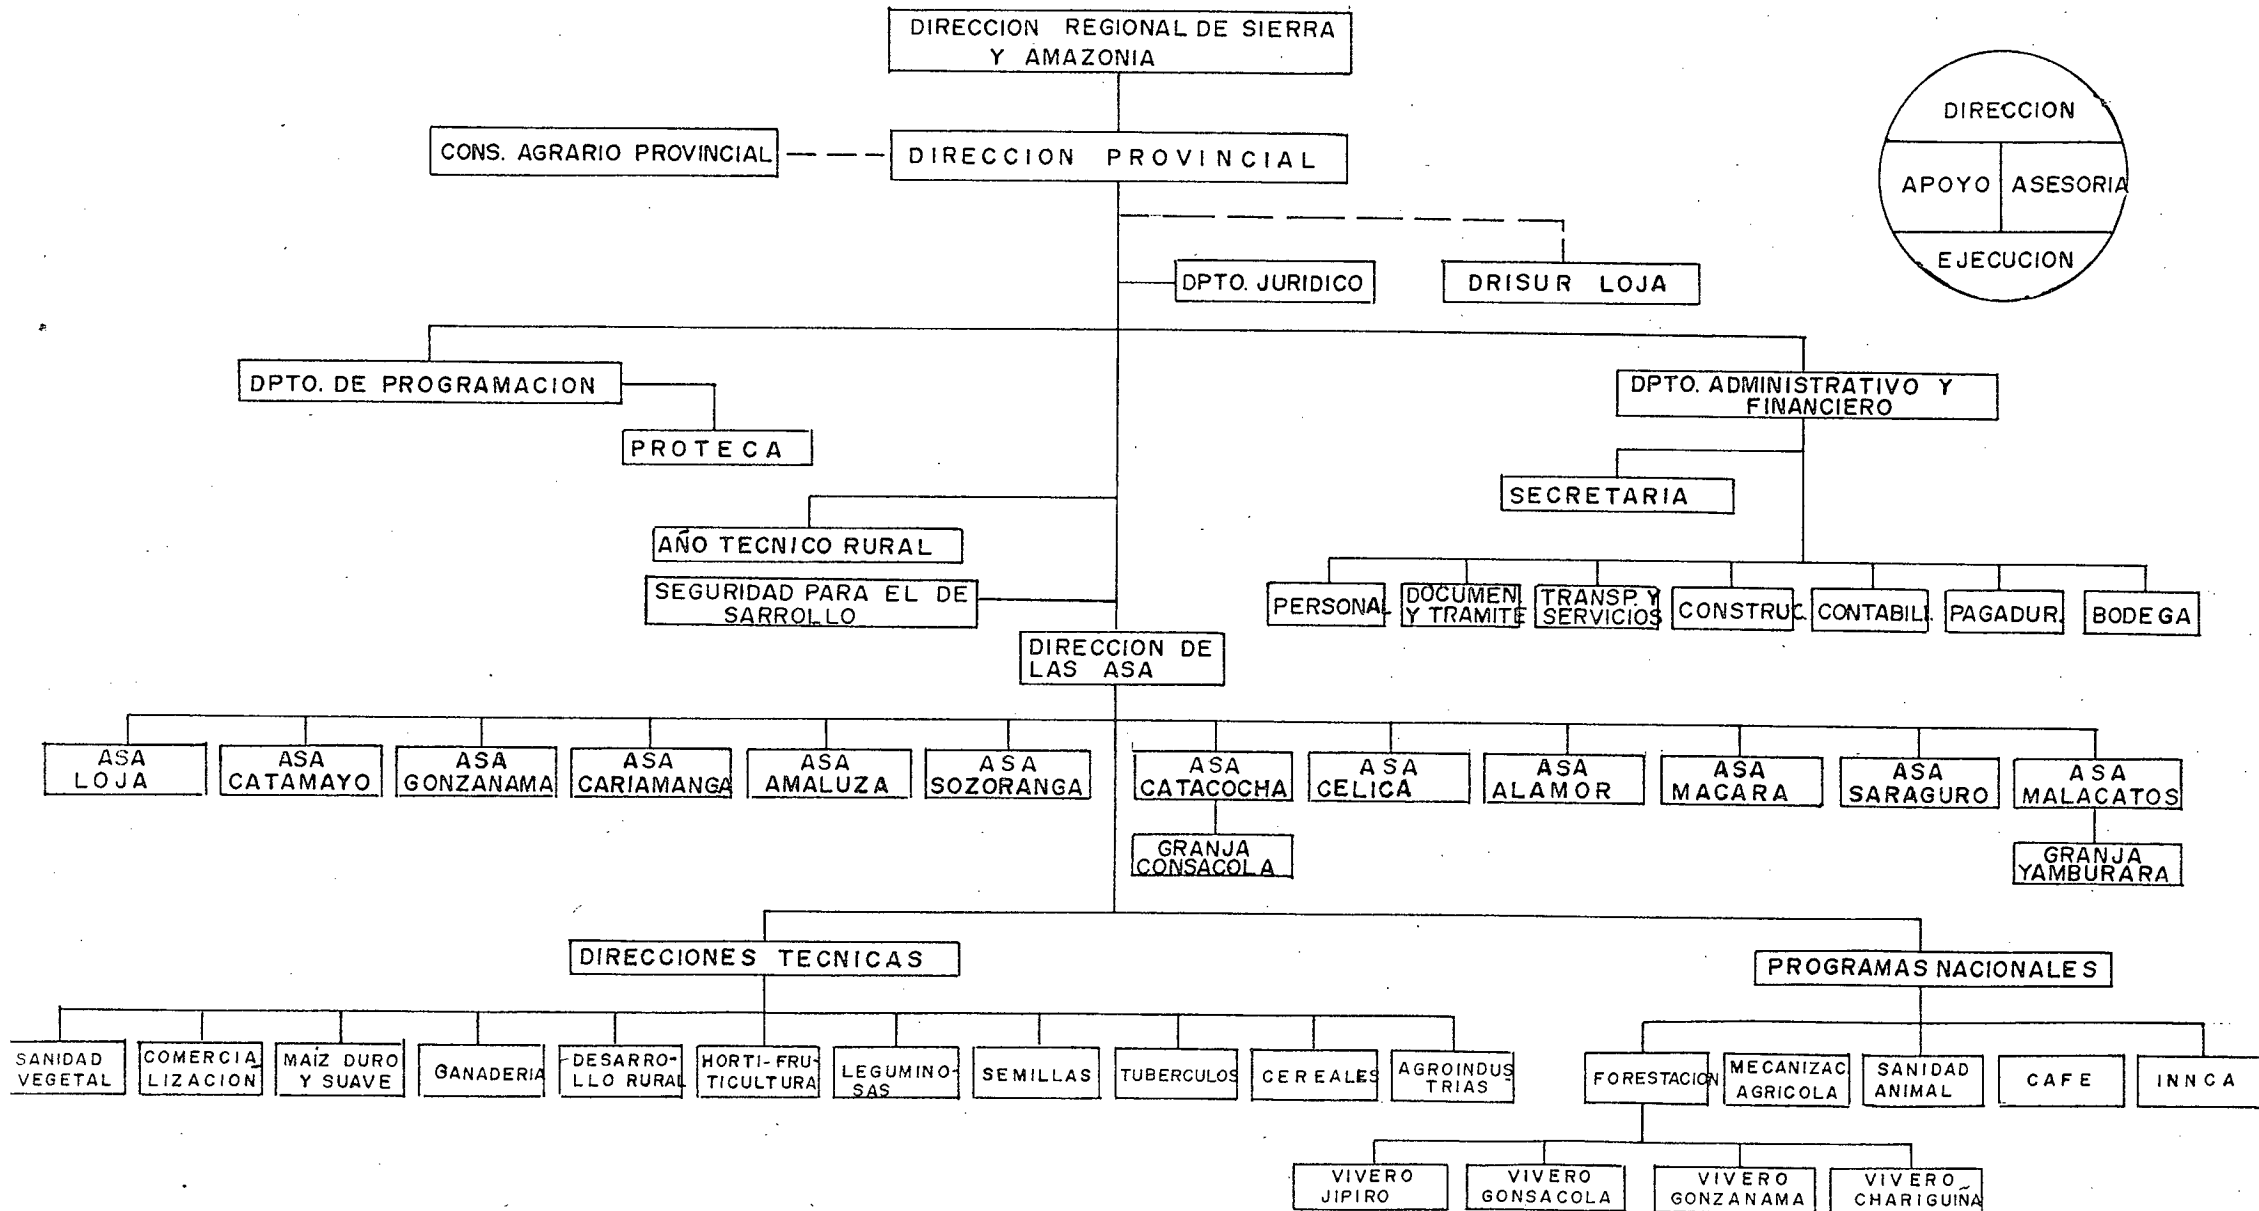 DIRECCION REGIONAL DE SIERRA
Y AMAZONIA
DIRECCION
APOYO
ASESORIA
EJECUCION
CONS. AGRARIO PROVINCIAL
DIRECCION PROVINCIAL
DPTO. JURIDICO
DRISUR LOJA
DPTO. DE PROGRAMACION
DPTO. ADMINISTRATIVO Y
FINANCIERO
PROTECA
SECRETARIA
AÑO TECNICO RURAL
SEGURIDAD PARA EL DE
SARROLLO
PERSONAL
DOCUMEN
Y TRAMITE
TRANSP. Y
SERVICIOS
CONSTRUC.
CONTABILI.
PAGADUR.
BODEGA
DIRECCION DE
LAS ASA
ASA
LOJA
ASA
CATAMAYO
ASA
GONZANAMA
ASA
CARIAMANGA
ASA
AMALUZA
ASA
SOZORANGA
ASA
CATACOCHA
ASA
CELICA
ASA
ALAMOR
ASA
MACARA
ASA
SARAGURO
ASA
MALACATOS
GRANJA
CONSACOLA
GRANJA
YAMBURARA
DIRECCIONES TECNICAS
PROGRAMAS NACIONALES
SANIDAD
VEGETAL
COMERCIA_
LIZACION
MAÍZ DURO
Y SUAVE
GANADERIA
DESARRO-
LLO RURAL
HORTI-FRU-
TICULTURA
LEGUMINO-
SAS
SEMILLAS
TUBERCULOS
CEREALES
AGROINDUS_
TRIAS
FORESTACION
MECANIZAC.
AGRICOLA
SANIDAD
ANIMAL
CAFE
INNCA
VIVERO
JIPIRO
VIVERO
GONSACOLA
VIVERO
GONZANAMA
VIVERO
CHARIGUIÑA